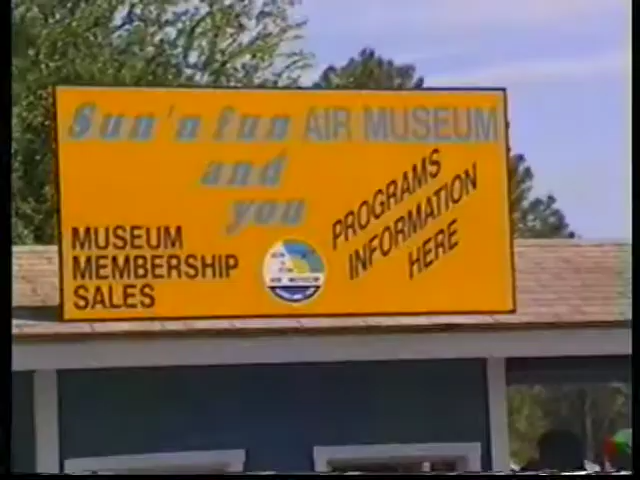 Sun'n fun AIR MUSEUM
and
you
MUSEUM
MEMBERSHIP
SALES
PROGRAMS
INFORMATION
HERE